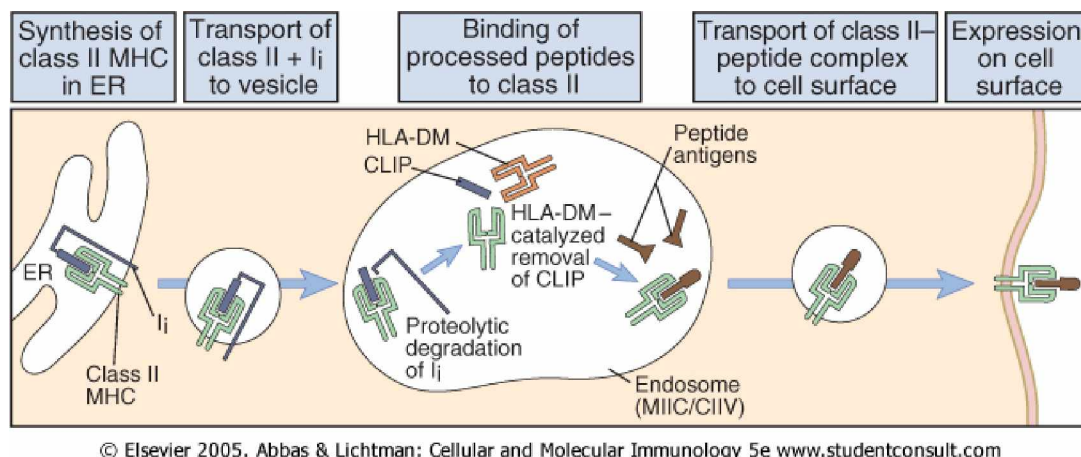 Synthesis of
class II MHC
in ER
Transport of
class II + Ii
to vesicle
Binding of
processed peptides
to class II
Transport of class II–
peptide complex
to cell surface
Expression
on cell
surface
HLA-DM
CLIP
Peptide
antigens
HLA-DM–
catalyzed
removal
of CLIP
ER
Ii
Class II
MHC
Proteolytic
degradation
of Ii
Endosome
(MIIC/CIIV)
© Elsevier 2005. Abbas & Lichtman: Cellular and Molecular Immunology 5e www.studentconsult.com